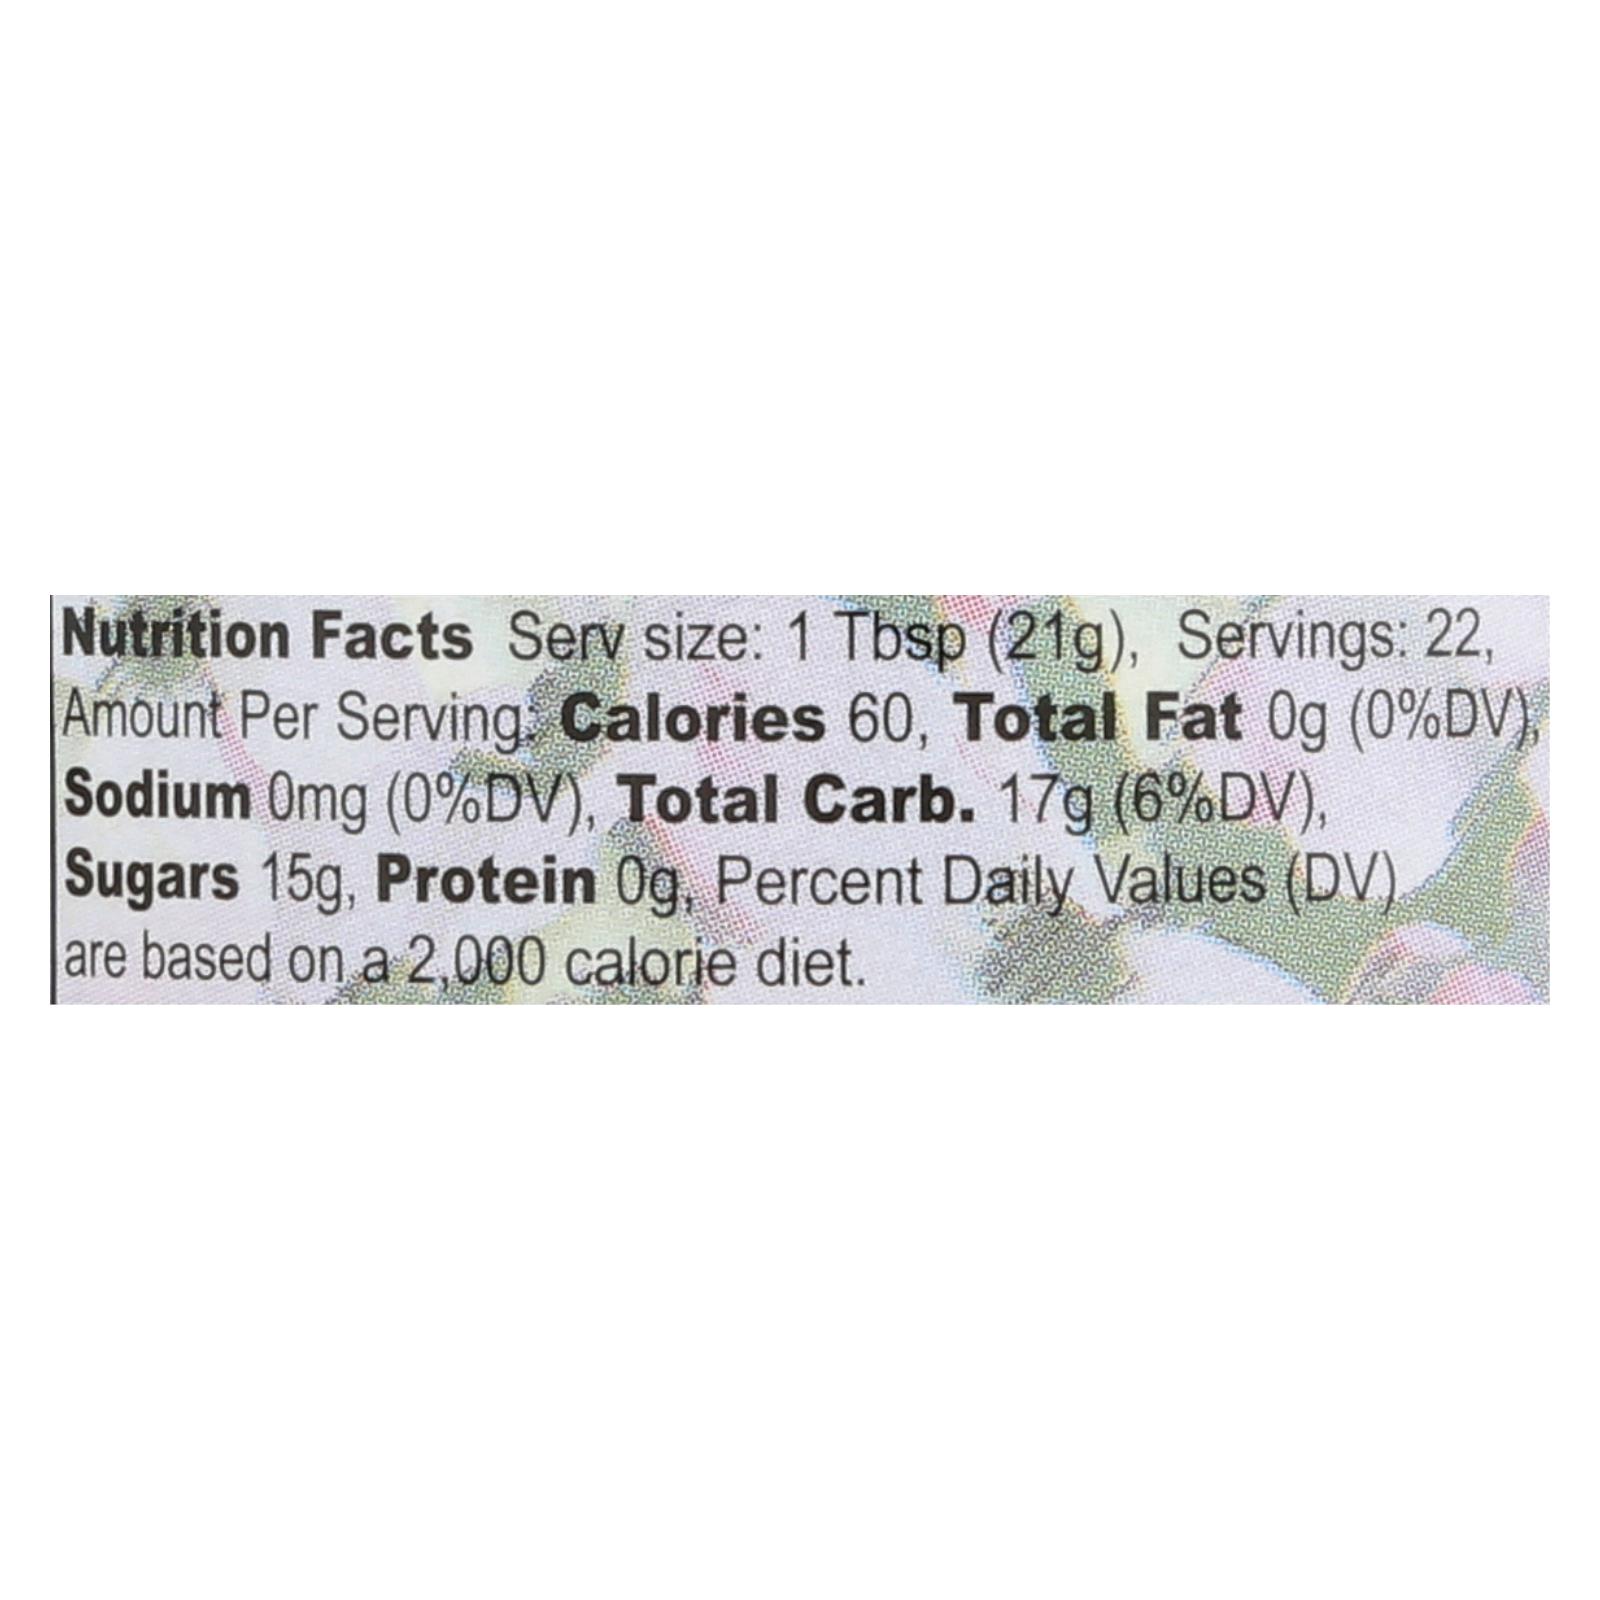 Nutrition Facts Serv size: 1 Tbsp (21g), Servings: 22,
Amount Per Serving: Calories 60, Total Fat 0g (0%DV),
Sodium 0mg (0%DV), Total Carb. 17g (6%DV),
Sugars 15g, Protein 0g, Percent Daily Values (DV)
are based on a 2,000 calorie diet.